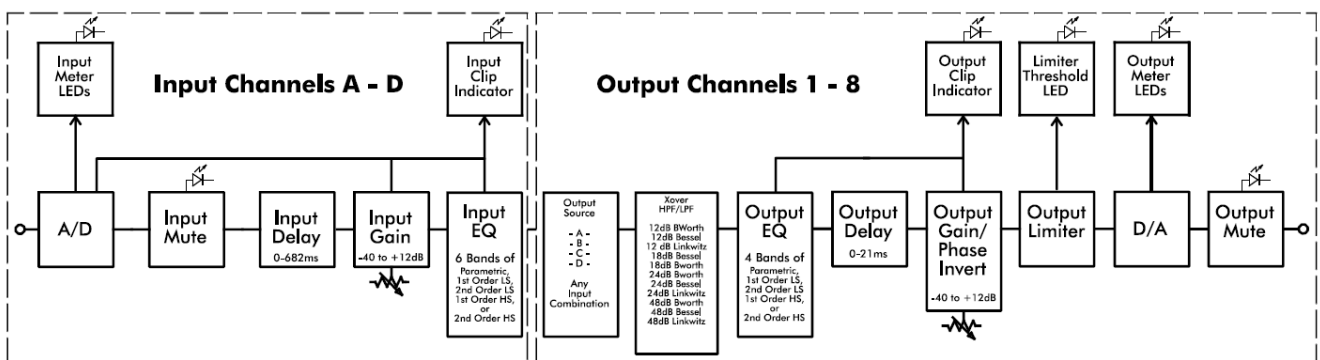 Input
Meter
LEDs
Input Channels A - D
Input
Clip
Indicator
Output Channels 1 - 8
Output
Clip
Indicator
Limiter
Threshold
LED
Output
Meter
LEDs
A/D
Input
Mute
Input
Delay
0-682ms
Input
Gain
-40 to +12dB
Input
EQ
6 Bands of
Parametric,
1st Order LS,
2nd Order LS
1st Order HS,
or
2nd Order HS
Output
Source
- A -
- B -
- C -
- D -
Any
Input
Combination
Xover
HPF/LPF
12dB BWorth
12dB Bessel
12 dB Linkwitz
18dB Bessel
18dB Bworth
24dB Bworth
24dB Bessel
24dB Linkwitz
48dB Bworth
48dB Bessel
48dB Linkwitz
Output
EQ
4 Bands of
Parametric,
1st Order LS,
2nd Order LS
1st Order HS,
or
2nd Order HS
Output
Delay
0-21ms
Output
Gain/
Phase
Invert
-40 to +12dB
Output
Limiter
D/A
Output
Mute